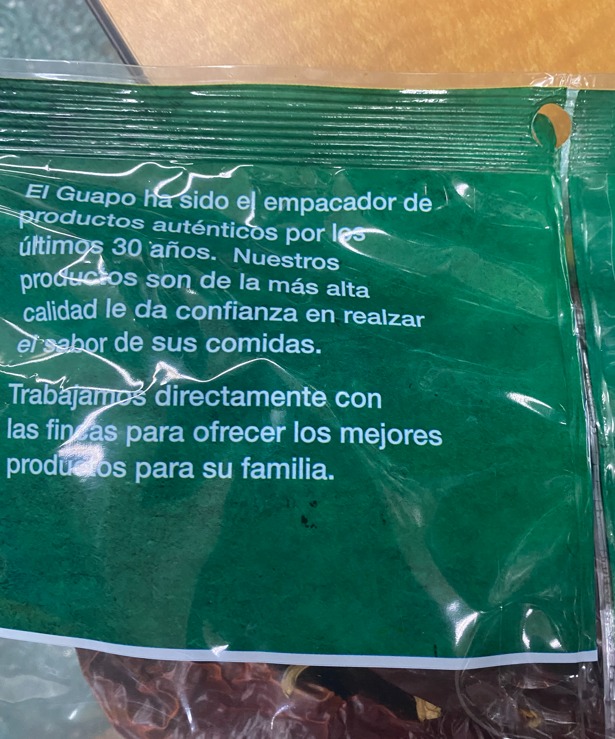 El Guapo ha sido el empacador de
productos auténticos por los
últimos 30 años. Nuestros
productos son de la más alta
calidad le da confianza en realzar
el sabor de sus comidas.
Trabajamos directamente con
las fincas para ofrecer los mejores
productos para su familia.